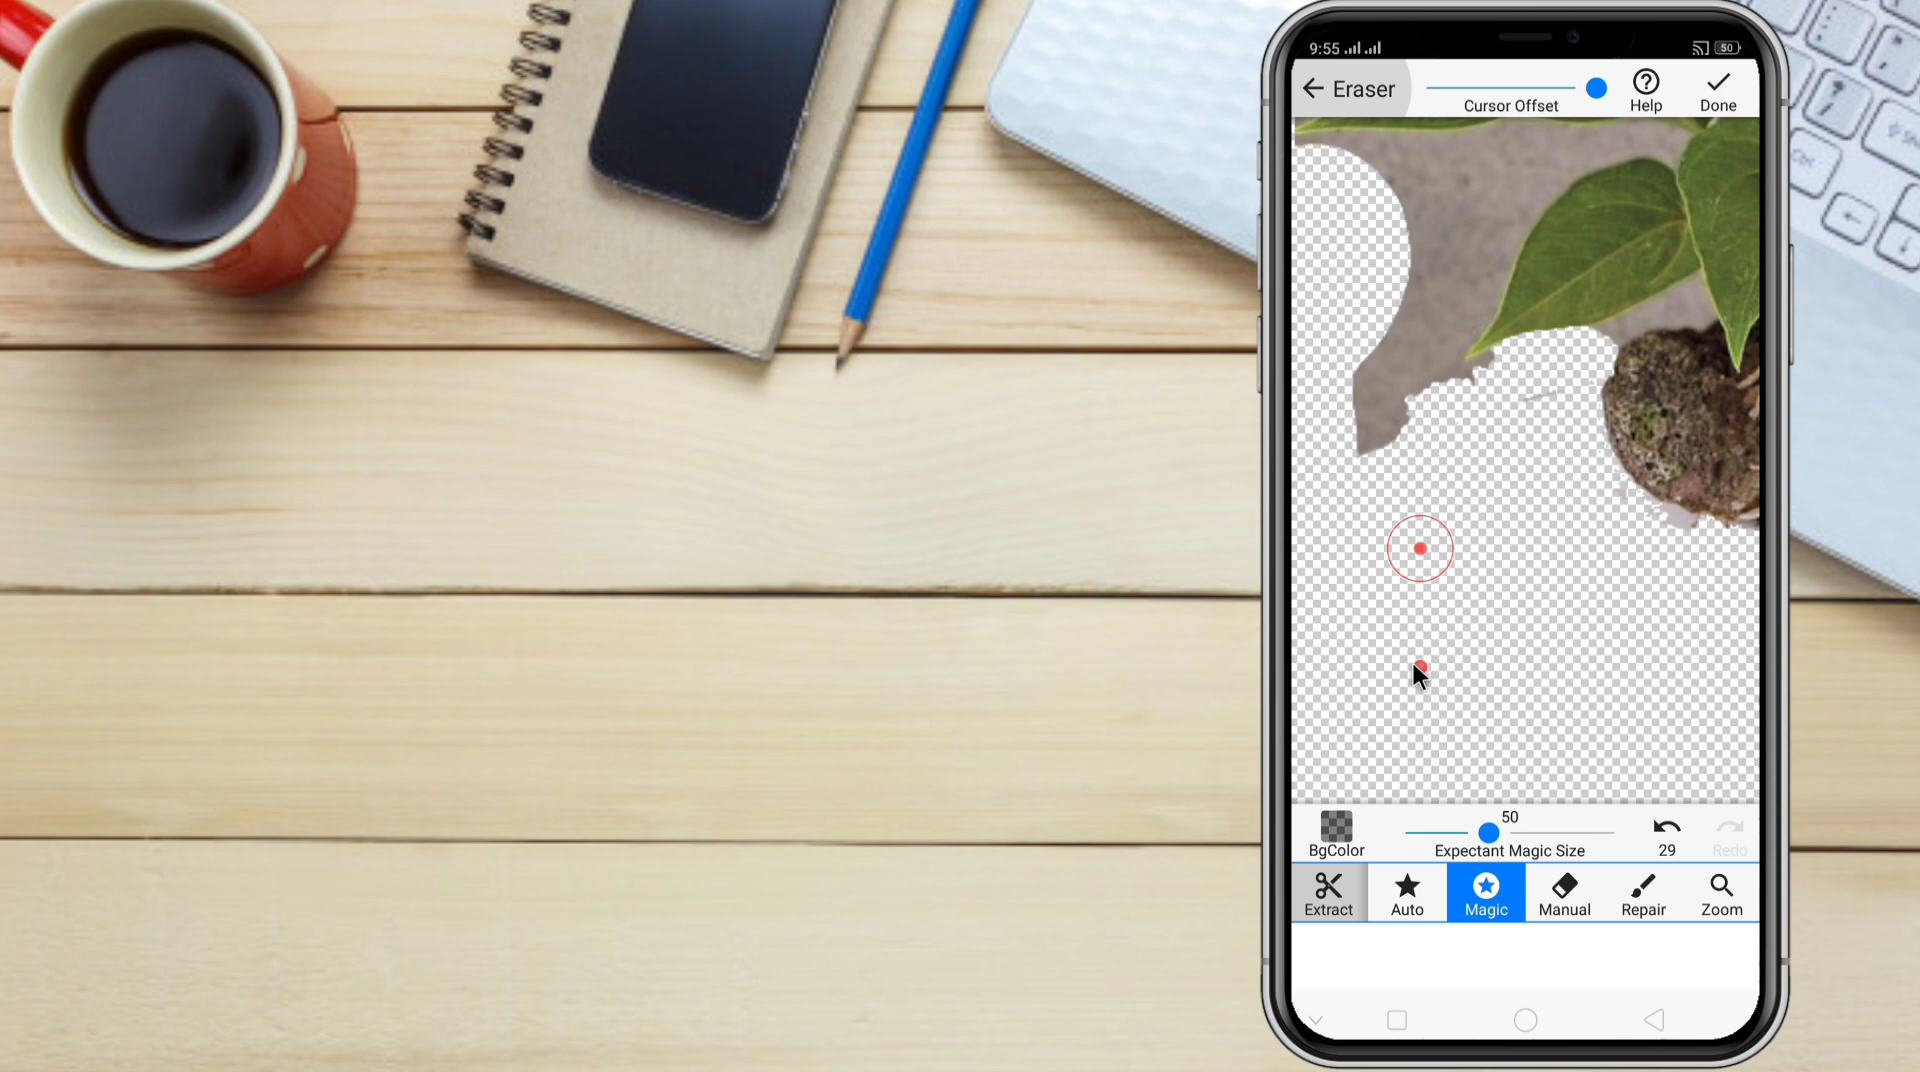 9:55
50
Eraser
Cursor Offset
Help
Done
Ctrl
50
BgColor
Expectant Magic Size
29
Redo
Extract
Auto
Magic
Manual
Repair
Zoom